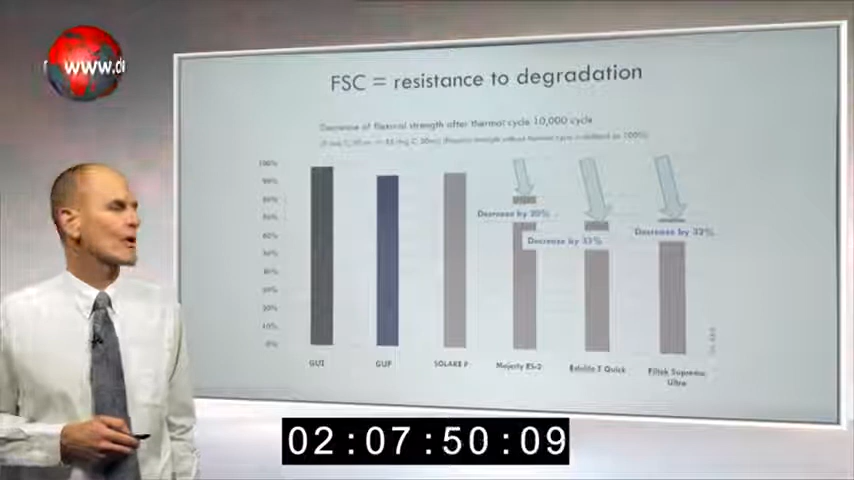 www.d
FSC = resistance to degradation
Decrease of flexural strength after thermal cycle 10,000 cycle
100%
90%
80%
70%
60%
50%
40%
30%
20%
10%
0%
Decrease by 20%
Decrease by 33%
Decrease by 32%
GUI
GUF
SOLARE P
Majesty ES-2
Estelite Σ Quick
Filtek Supreme
Ultra
02:07:50:09